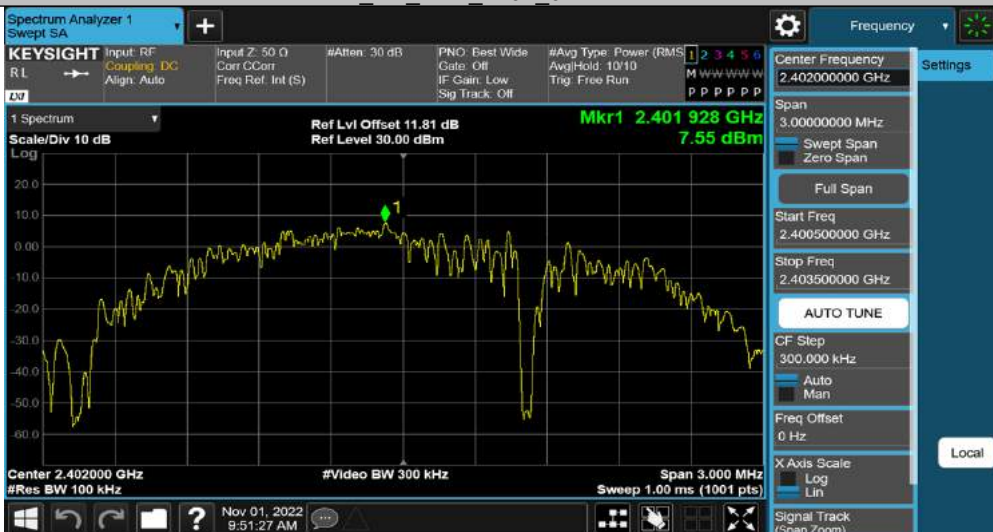 Spectrum Analyzer 1
Swept SA
Frequency
KEYSIGHT
RL
LXI
Input: RF
Coupling: DC
Align: Auto
Input Z: 50 Ω
Corr CCorr
Freq Ref: Int (S)
#Atten: 30 dB
PNO: Best Wide
Gate: Off
IF Gain: Low
Sig Track: Off
#Avg Type: Power (RMS
Avg|Hold: 10/10
Trig: Free Run
1 2 3 4 5 6
M W W W W W
P P P P P P
1 Spectrum
Scale/Div 10 dB
Log
Ref Lvl Offset 11.81 dB
Ref Level 30.00 dBm
Mkr1 2.401 928 GHz
7.55 dBm
20.0
10.0
0.00
-10.0
-20.0
-30.0
-40.0
-50.0
-60.0
1
Center 2.402000 GHz
#Res BW 100 kHz
#Video BW 300 kHz
Span 3.000 MHz
Sweep 1.00 ms (1001 pts)
Center Frequency
2.402000000 GHz
Settings
Span
3.00000000 MHz
Swept Span
Zero Span
Full Span
Start Freq
2.400500000 GHz
Stop Freq
2.403500000 GHz
AUTO TUNE
CF Step
300.000 kHz
Auto
Man
Freq Offset
0 Hz
Local
X Axis Scale
Log
Lin
Signal Track
(Span Zoom)
?
Nov 01, 2022
9:51:27 AM